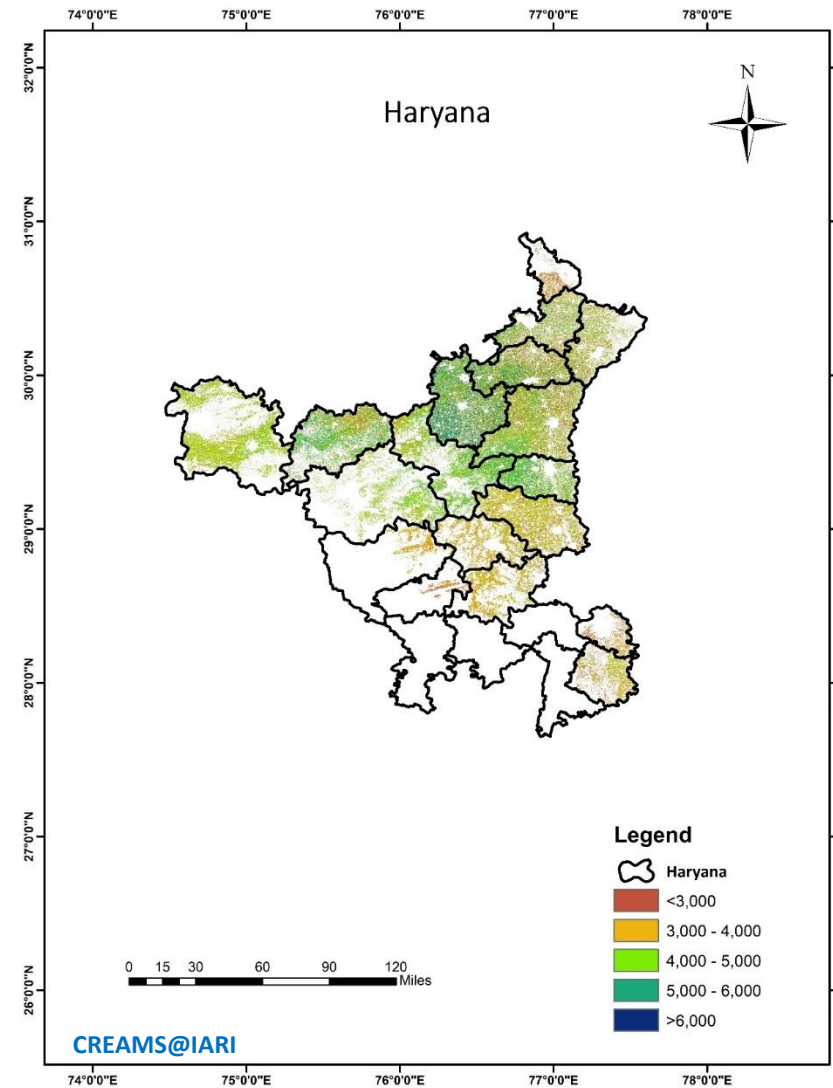 74°0'0"E 75°0'0"E 76°0'0"E 77°0'0"E 78°0'0"E
32°0'0"N
N
Haryana
31°0'0"N
30°0'0"N
29°0'0"N
28°0'0"N
27°0'0"N
26°0'0"N
Legend
Haryana
<3,000
3,000 - 4,000
4,000 - 5,000
5,000 - 6,000
>6,000
0 15 30 60 90 120
Miles
CREAMS@IARI
74°0'0"E 75°0'0"E 76°0'0"E 77°0'0"E 78°0'0"E